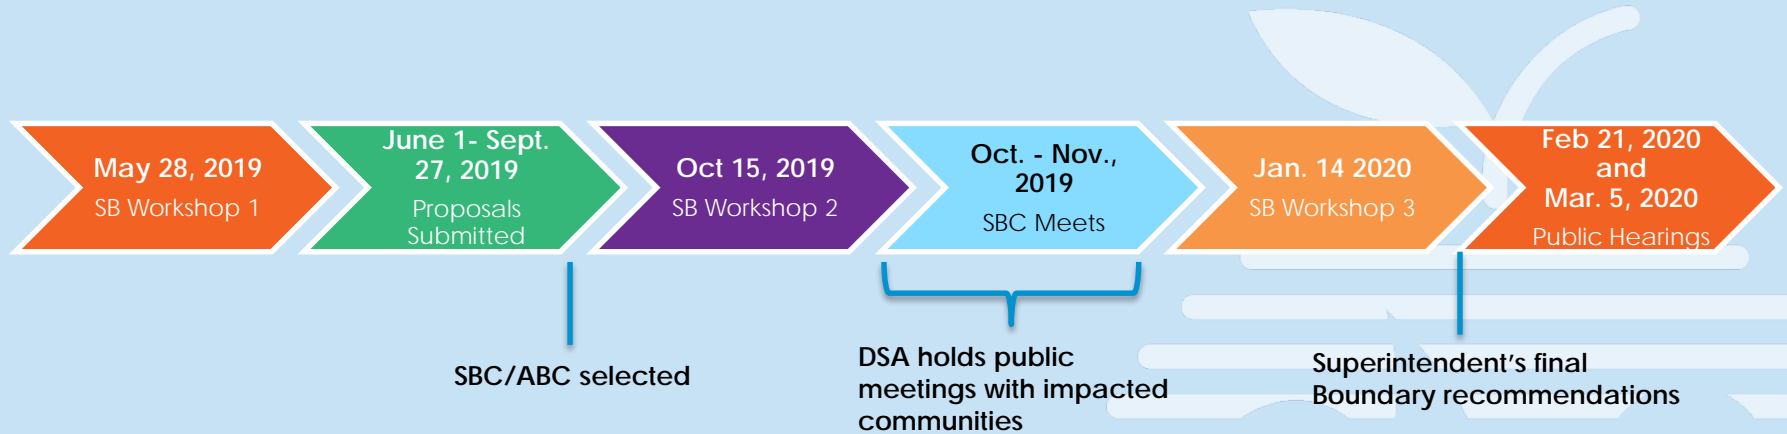 May 28, 2019
SB Workshop 1
June 1- Sept.
27, 2019
Proposals
Submitted
Oct 15, 2019
SB Workshop 2
Oct. - Nov.,
2019
SBC Meets
Jan. 14 2020
SB Workshop 3
Feb 21, 2020
and
Mar. 5, 2020
Public Hearings
SBC/ABC selected
DSA holds public
meetings with impacted
communities
Superintendent's final
Boundary recommendations